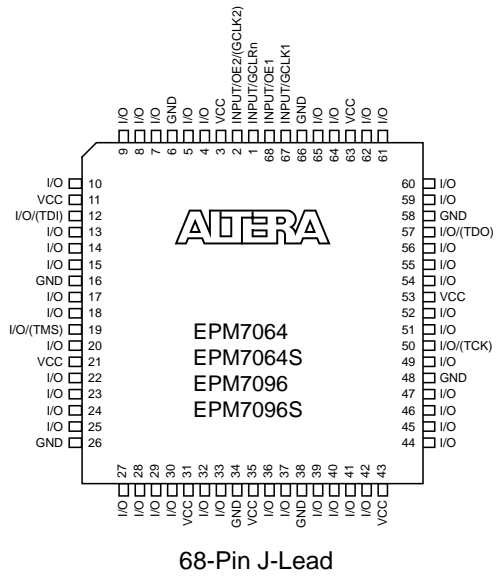 I/O I/O I/O GND I/O I/O VCC INPUT/OE2/(GCLK2) INPUT/GCLRn INPUT/OE1 INPUT/GCLK1 GND I/O I/O VCC I/O I/O
9 8 7 6 5 4 3 2 1 68 67 66 65 64 63 62 61
I/O 10 60 I/O
VCC 11 59 I/O
I/O/(TDI) 12 58 GND
I/O 13 57 I/O/(TDO)
I/O 14 56 I/O
I/O 15 55 I/O
GND 16 54 I/O
I/O 17 53 VCC
I/O 18 52 I/O
I/O/(TMS) 19 51 I/O
I/O 20 50 I/O/(TCK)
VCC 21 49 I/O
I/O 22 48 GND
I/O 23 47 I/O
I/O 24 46 I/O
I/O 25 45 I/O
GND 26 44 I/O
ALTERA
EPM7064
EPM7064S
EPM7096
EPM7096S
27 28 29 30 31 32 33 34 35 36 37 38 39 40 41 42 43
I/O I/O I/O I/O VCC I/O I/O GND VCC I/O I/O GND I/O I/O I/O I/O VCC
68-Pin J-Lead